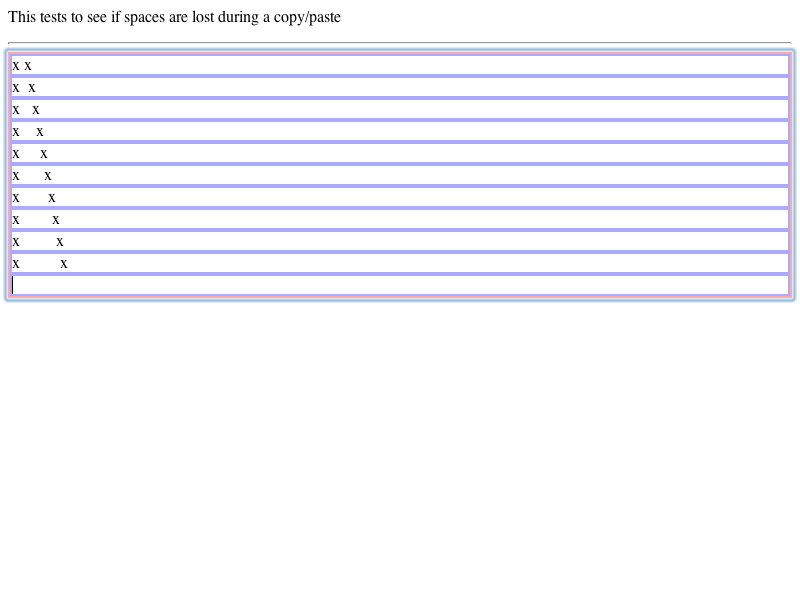 This tests to see if spaces are lost during a copy/paste
x x
x  x
x   x
x    x
x     x
x      x
x       x
x        x
x         x
x          x